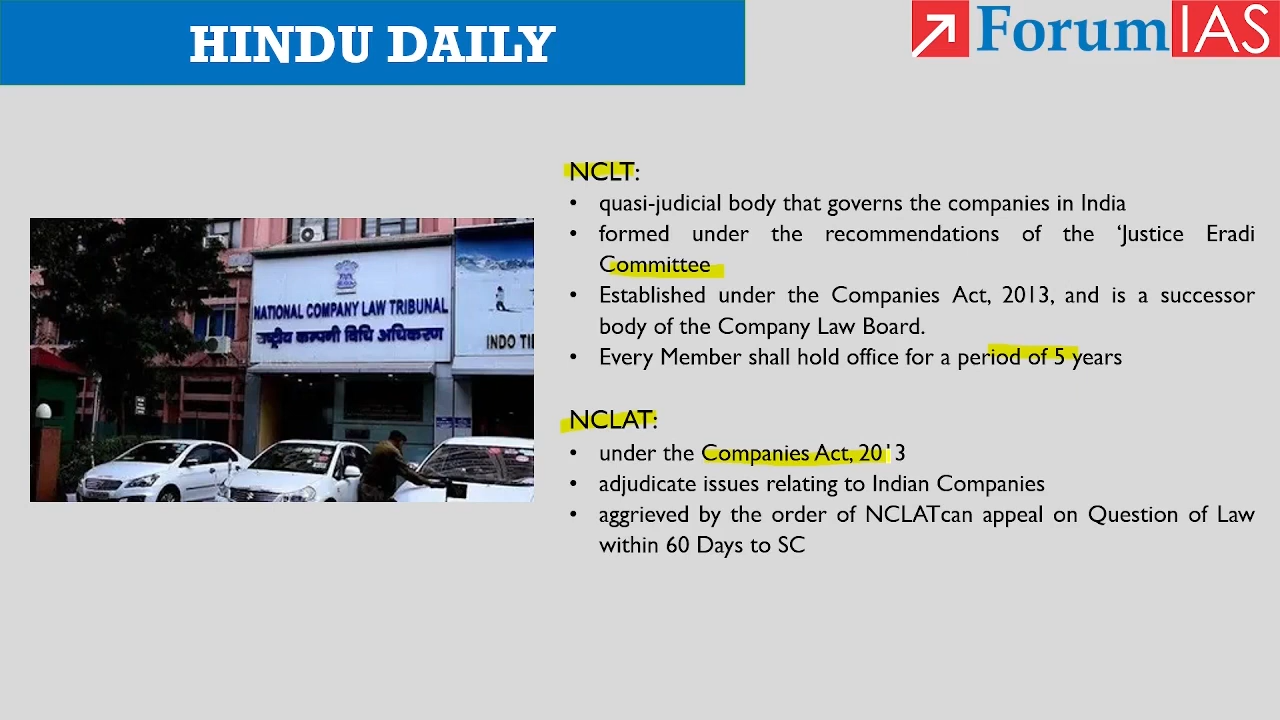 HINDU DAILY
ForumIAS
NATIONAL COMPANY LAW TRIBUNAL
राष्ट्रीय कम्पनी विधि अधिकरण
INDO TI
NCLT:
• quasi-judicial body that governs the companies in India
• formed under the recommendations of the ‘Justice Eradi
Committee
• Established under the Companies Act, 2013, and is a successor
body of the Company Law Board.
• Every Member shall hold office for a period of 5 years
NCLAT:
• under the Companies Act, 2013
• adjudicate issues relating to Indian Companies
• aggrieved by the order of NCLATcan appeal on Question of Law
within 60 Days to SC